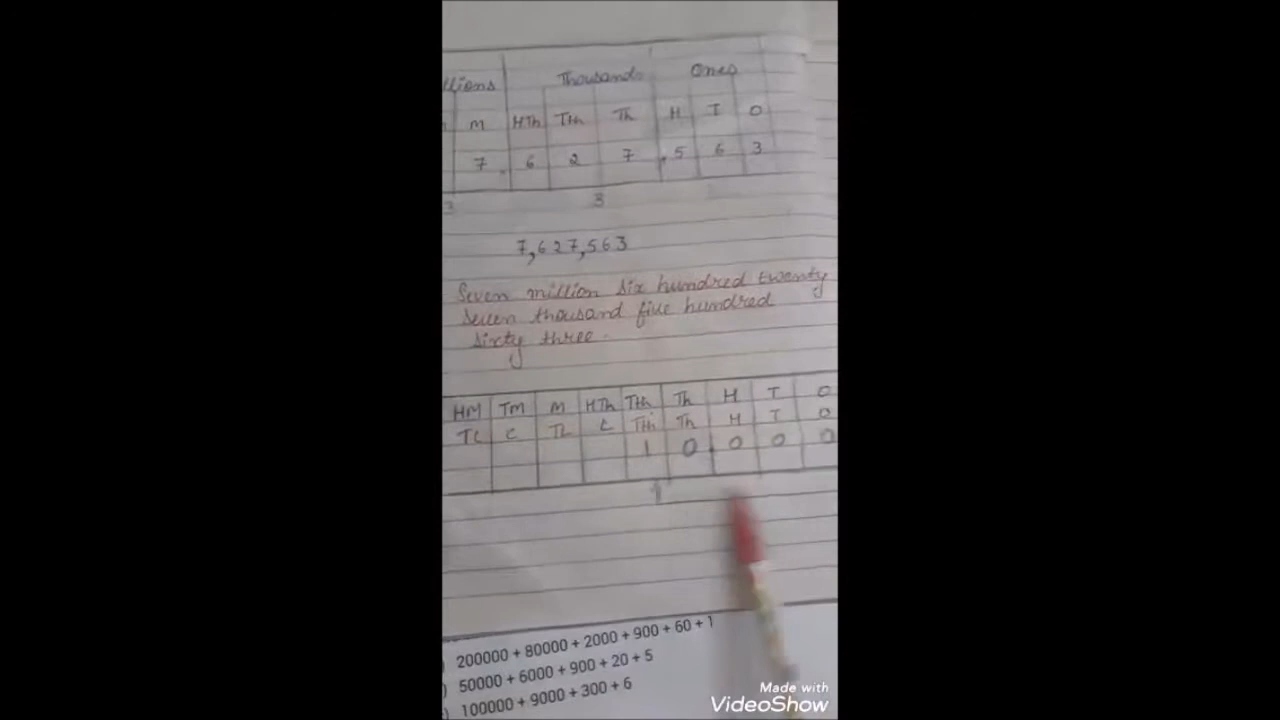 llions Thousands Ones
M HTh Tth Th H T O
7 , 6 2 7 , 5 6 3
3 3
7,627,563
Seven million six hundred twenty
seven thousand five hundred
sixty three.
HM TM M HTh Tth Th H T O
TC C TL L Tth Th H T O
1 0 , 0 0 0
200000 + 80000 + 2000 + 900 + 60 + 1
50000 + 6000 + 900 + 20 + 5
100000 + 9000 + 300 + 6
Made with
VideoShow